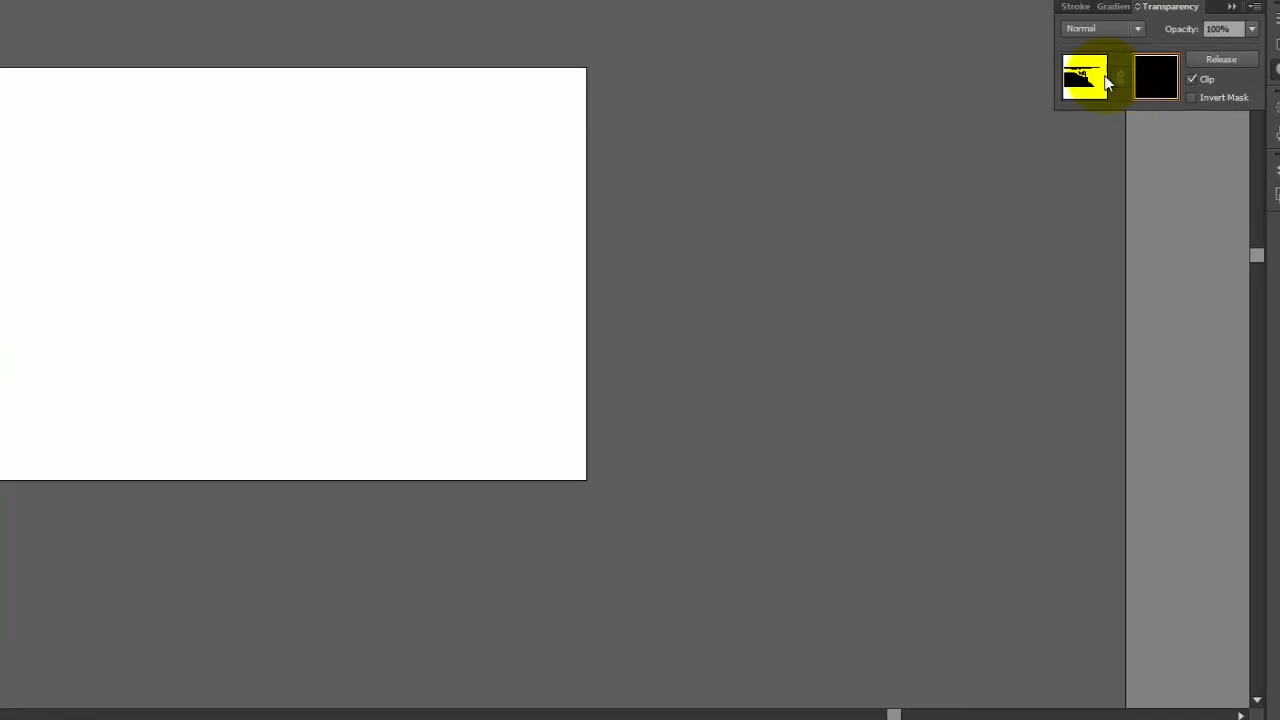 Stroke Gradien Transparency
Normal Opacity: 100%
Release
Clip
Invert Mask